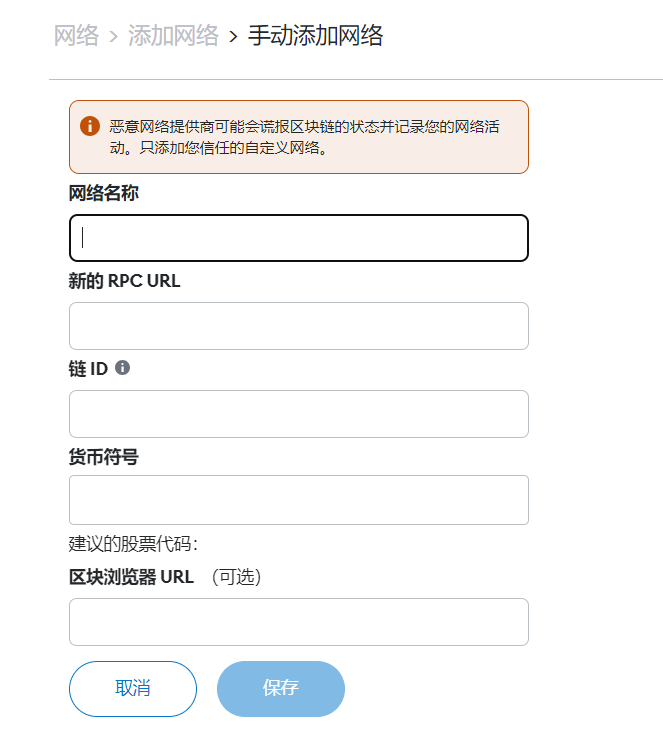 网络 > 添加网络 > 手动添加网络
恶意网络提供商可能会谎报区块链的状态并记录您的网络活
动。只添加您信任的自定义网络。
网络名称
新的 RPC URL
链 ID
货币符号
建议的股票代码：
区块浏览器 URL （可选）
取消 保存